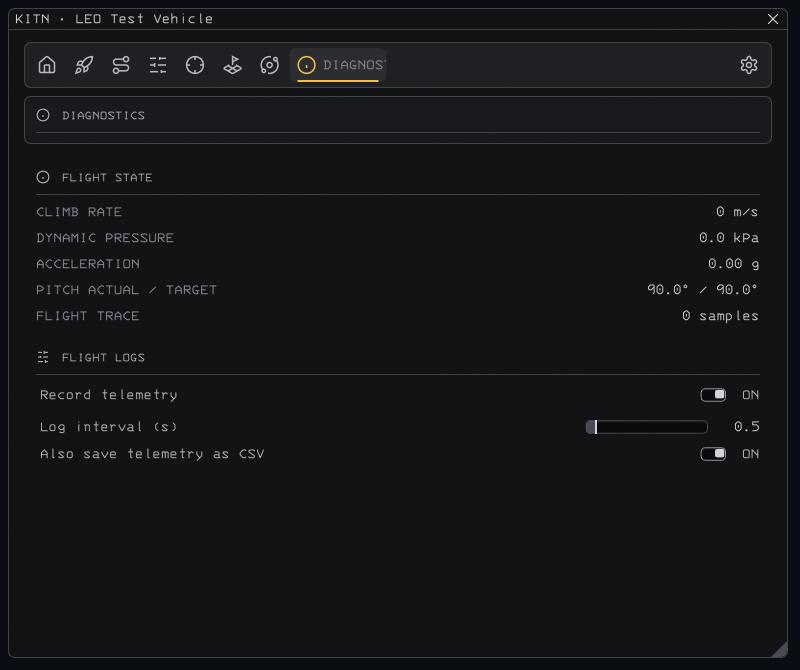 KITN · LEO Test Vehicle
DIAGNOS
DIAGNOSTICS
FLIGHT STATE
CLIMB RATE 0 m/s
DYNAMIC PRESSURE 0.0 kPa
ACCELERATION 0.00 g
PITCH ACTUAL / TARGET 90.0° / 90.0°
FLIGHT TRACE 0 samples
FLIGHT LOGS
Record telemetry ON
Log interval (s) 0.5
Also save telemetry as CSV ON